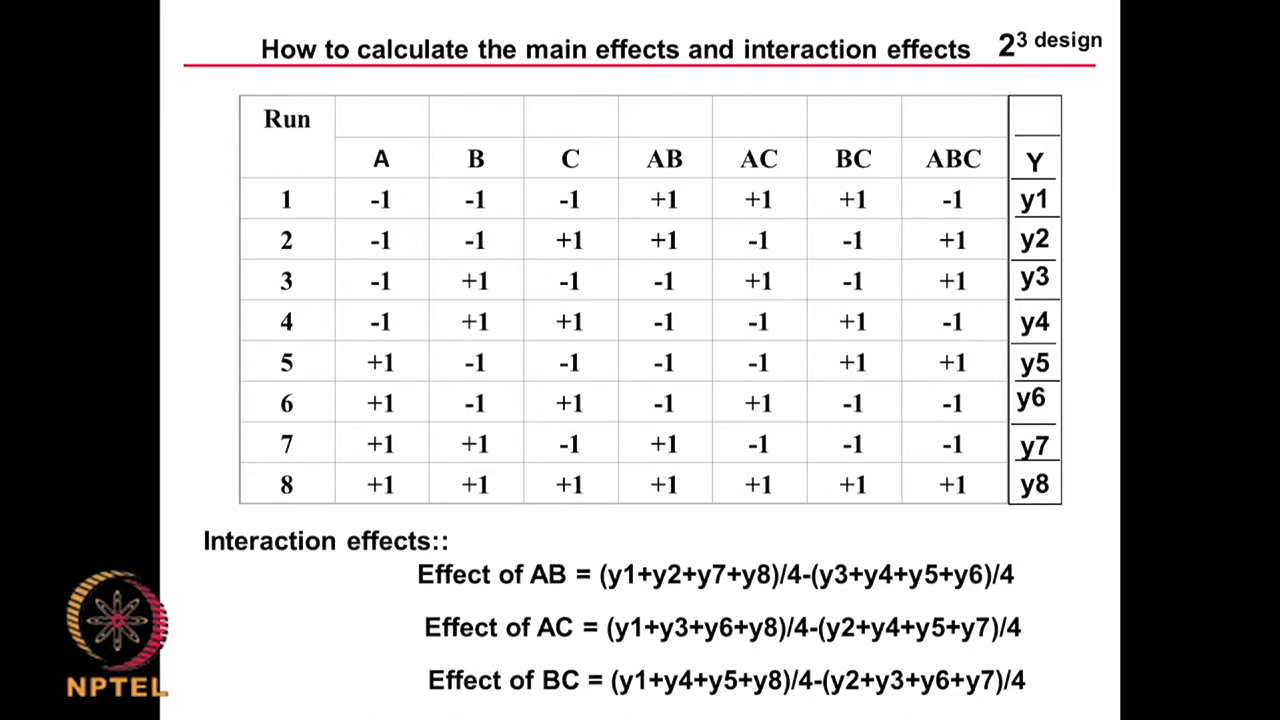 How to calculate the main effects and interaction effects 2³ design
Run
A B C AB AC BC ABC Y
1 -1 -1 -1 +1 +1 +1 -1 y1
2 -1 -1 +1 +1 -1 -1 +1 y2
3 -1 +1 -1 -1 +1 -1 +1 y3
4 -1 +1 +1 -1 -1 +1 -1 y4
5 +1 -1 -1 -1 -1 +1 +1 y5
6 +1 -1 +1 -1 +1 -1 -1 y6
7 +1 +1 -1 +1 -1 -1 -1 y7
8 +1 +1 +1 +1 +1 +1 +1 y8
Interaction effects::
Effect of AB = (y1+y2+y7+y8)/4-(y3+y4+y5+y6)/4
Effect of AC = (y1+y3+y6+y8)/4-(y2+y4+y5+y7)/4
Effect of BC = (y1+y4+y5+y8)/4-(y2+y3+y6+y7)/4
NPTEL